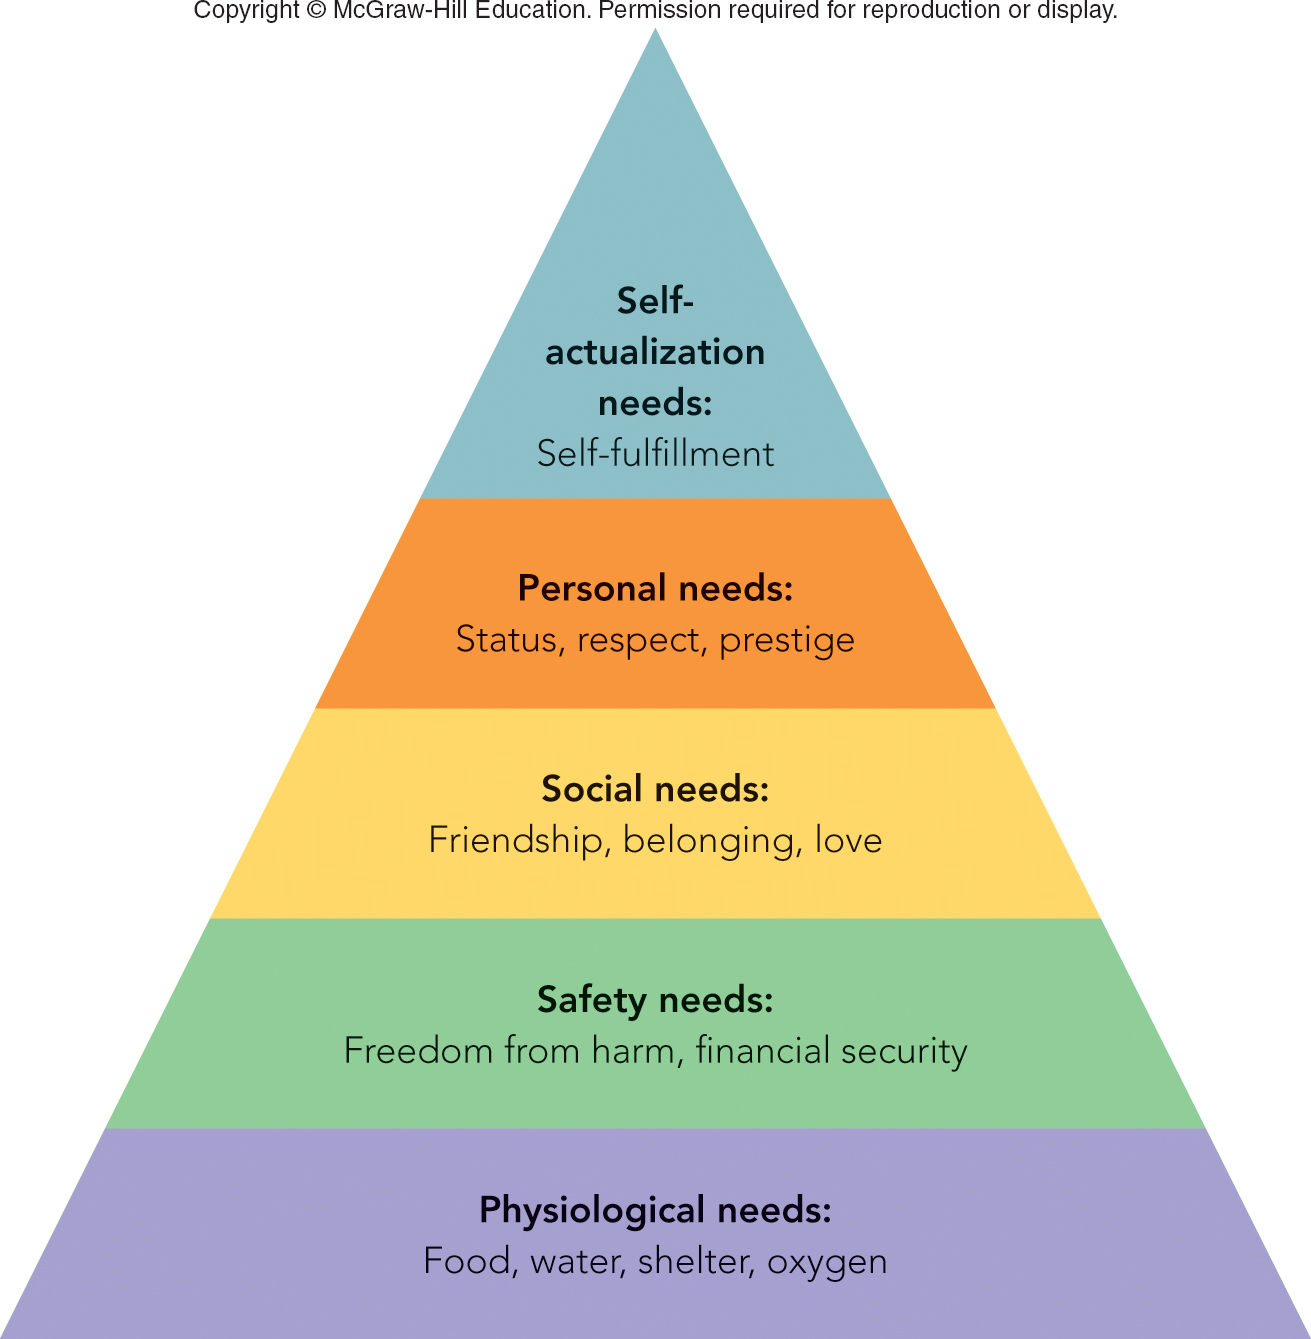 Copyright © McGraw-Hill Education. Permission required for reproduction or display.
Self-
actualization
needs:
Self-fulfillment
Personal needs:
Status, respect, prestige
Social needs:
Friendship, belonging, love
Safety needs:
Freedom from harm, financial security
Physiological needs:
Food, water, shelter, oxygen